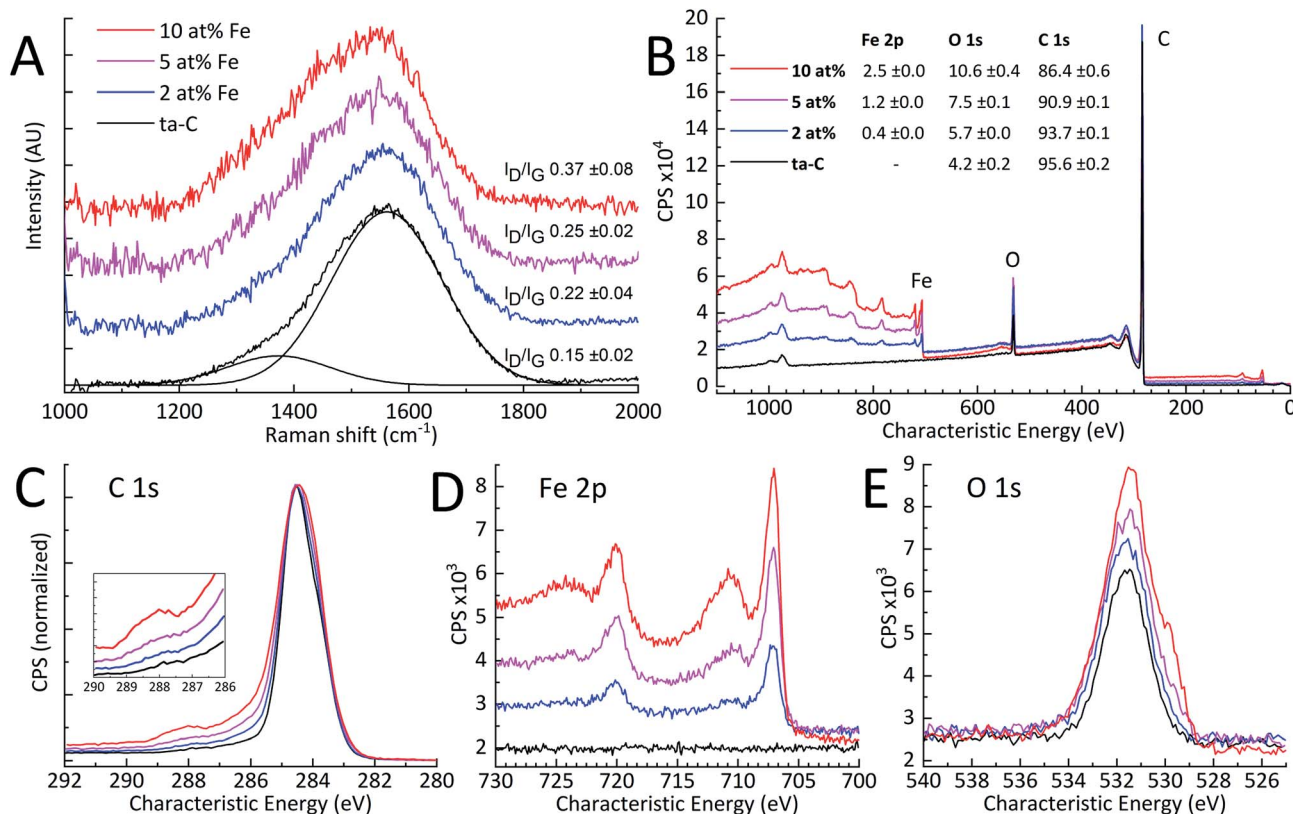 A
10 at% Fe
5 at% Fe
2 at% Fe
ta-C
I_D/I_G 0.37 ±0.08
I_D/I_G 0.25 ±0.02
I_D/I_G 0.22 ±0.04
I_D/I_G 0.15 ±0.02
Intensity (AU)
1000 1200 1400 1600 1800 2000
Raman shift (cm⁻¹)
B
Fe 2p O 1s C 1s
10 at% 2.5 ±0.0 10.6 ±0.4 86.4 ±0.6
5 at% 1.2 ±0.0 7.5 ±0.1 90.9 ±0.1
2 at% 0.4 ±0.0 5.7 ±0.0 93.7 ±0.1
ta-C - 4.2 ±0.2 95.6 ±0.2
C
O
Fe
CPS x10⁴
20
18
16
14
12
10
8
6
4
2
0
1000 800 600 400 200 0
Characteristic Energy (eV)
C C 1s
CPS (normalized)
290 289 288 287 286
292 290 288 286 284 282 280
Characteristic Energy (eV)
D Fe 2p
CPS x10³
8
7
6
5
4
3
2
730 725 720 715 710 705 700
Characteristic Energy (eV)
E O 1s
CPS x10³
9
8
7
6
5
4
3
2
540 538 536 534 532 530 528 526
Characteristic Energy (eV)